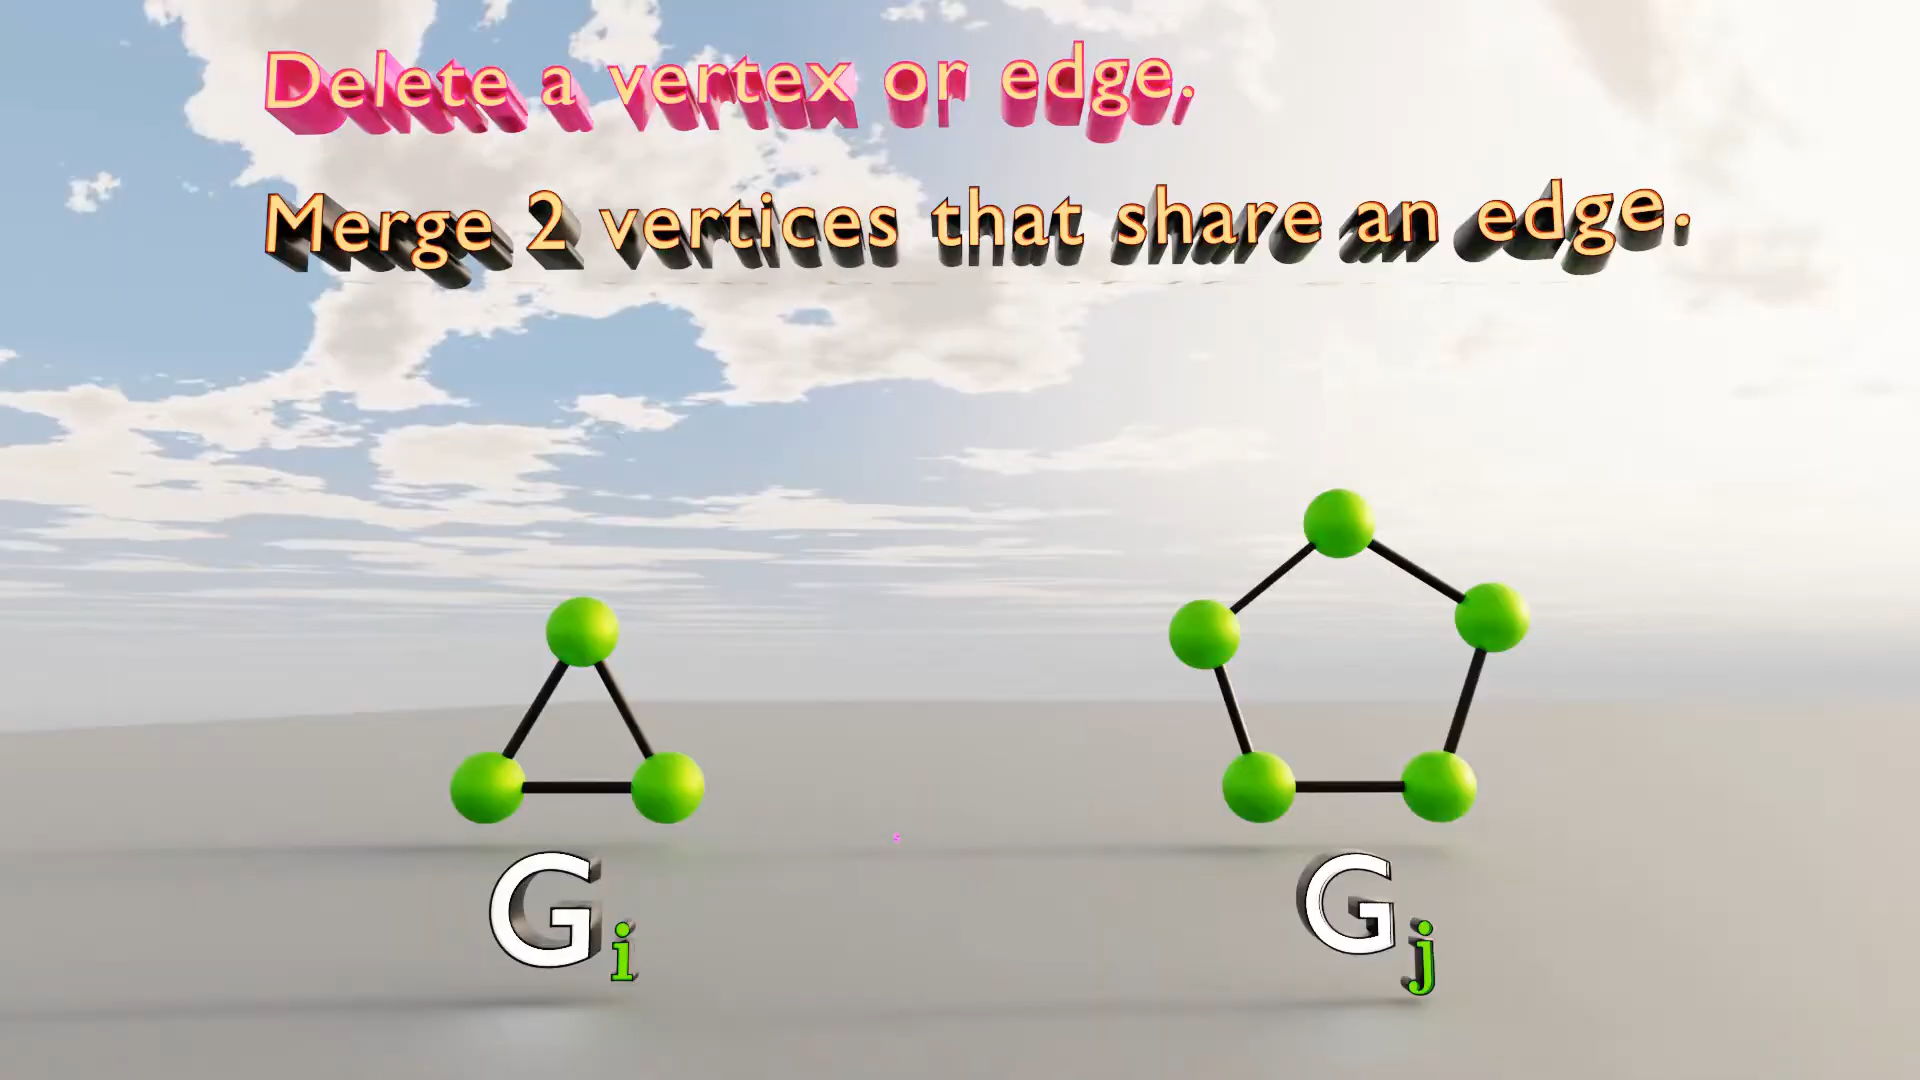 Delete a vertex or edge.
Merge 2 vertices that share an edge.
Gi
Gj